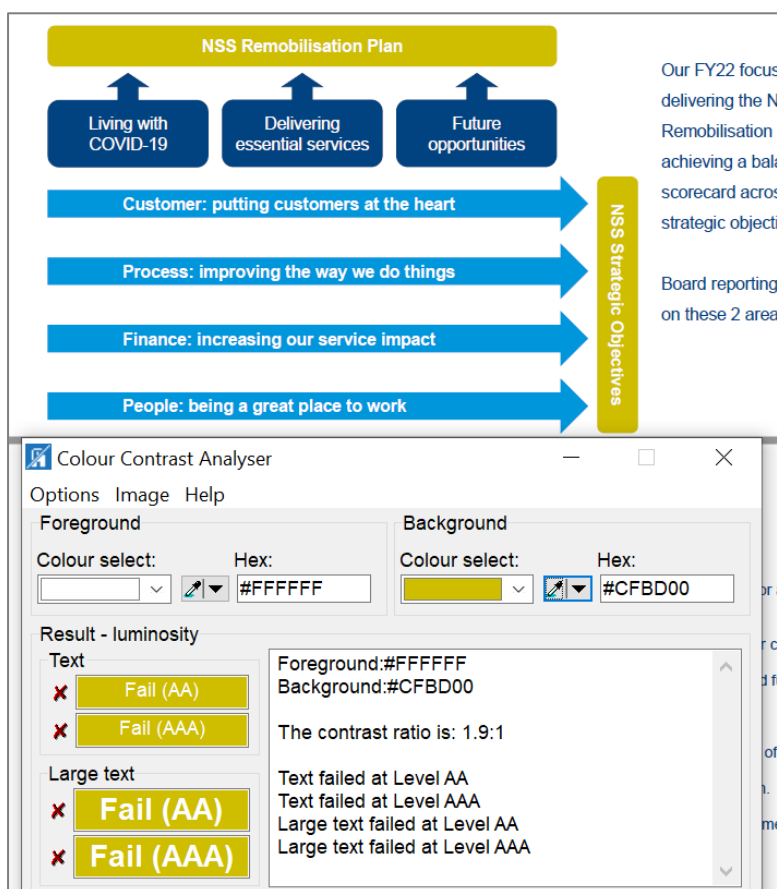 NSS Remobilisation Plan
Living with
COVID-19
Delivering
essential services
Future
opportunities
Customer: putting customers at the heart
Process: improving the way we do things
Finance: increasing our service impact
People: being a great place to work
NSS Strategic Objectives
Our FY22
delivering the
Remobilisation
achieving a
scorecard
strategic
Board reporting
on these 2
Colour Contrast Analyser
Options Image Help
Foreground
Colour select: Hex:
#FFFFFF
Background
Colour select: Hex:
#CFBD00
Result - luminosity
Text
Fail (AA)
Fail (AAA)
Large text
Fail (AA)
Fail (AAA)
Foreground:#FFFFFF
Background:#CFBD00
The contrast ratio is: 1.9:1
Text failed at Level AA
Text failed at Level AAA
Large text failed at Level AA
Large text failed at Level AAA